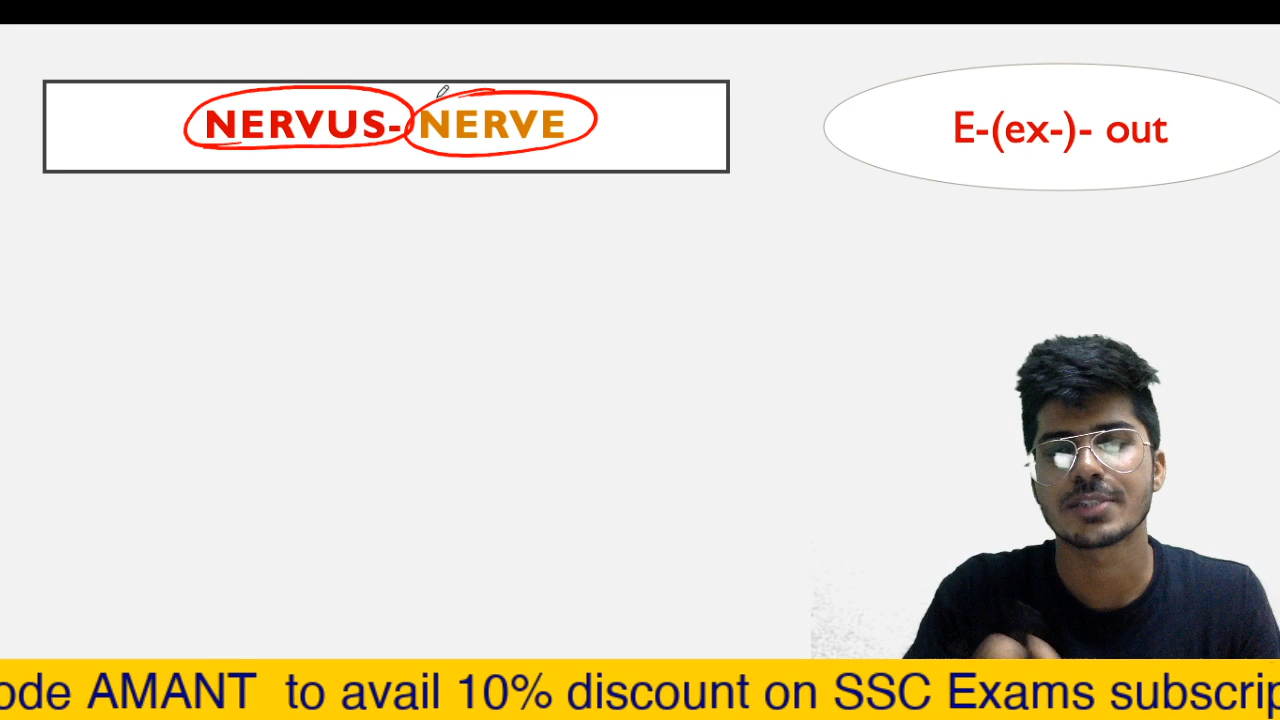 NERVUS- NERVE
E-(ex-)- out
ode AMANT to avail 10% discount on SSC Exams subscrip